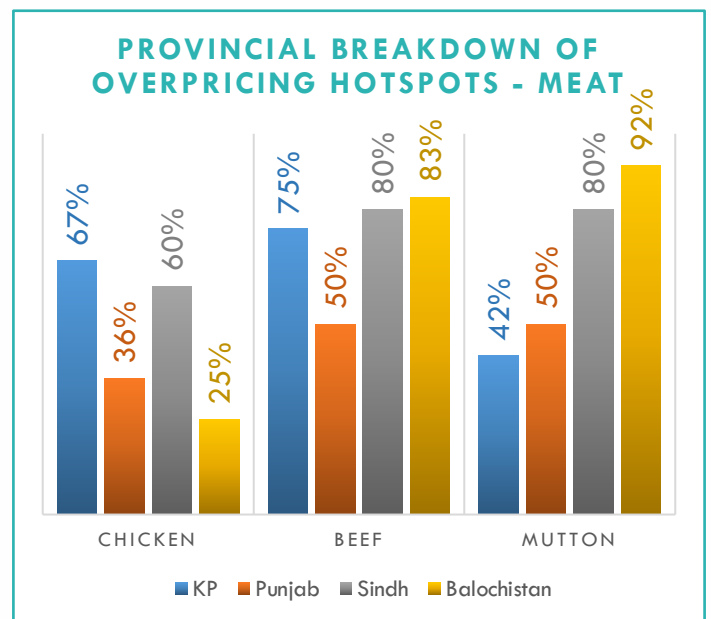 PROVINCIAL BREAKDOWN OF
OVERPRICING HOTSPOTS - MEAT
67%
36%
60%
25%
75%
50%
80%
83%
42%
50%
80%
92%
CHICKEN
BEEF
MUTTON
KP Punjab Sindh Balochistan